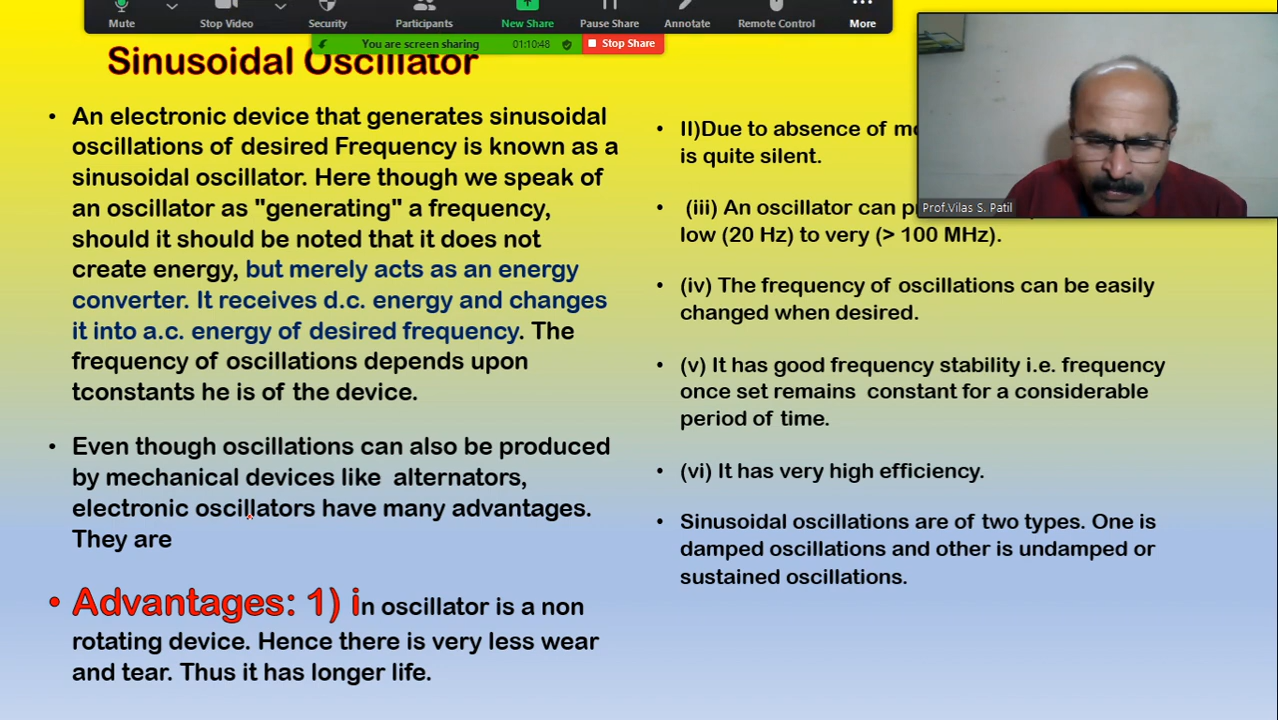 Mute
Stop Video
Security
Participants
New Share
Pause Share
Annotate
Remote Control
More
You are screen sharing
01:10:48
Stop Share
Sinusoidal Oscillator
• An electronic device that generates sinusoidal
oscillations of desired Frequency is known as a
sinusoidal oscillator. Here though we speak of
an oscillator as "generating" a frequency,
should it should be noted that it does not
create energy, but merely acts as an energy
converter. It receives d.c. energy and changes
it into a.c. energy of desired frequency. The
frequency of oscillations depends upon
tconstants he is of the device.
• Even though oscillations can also be produced
by mechanical devices like alternators,
electronic oscillators have many advantages.
They are
• Advantages: 1) in oscillator is a non
rotating device. Hence there is very less wear
and tear. Thus it has longer life.
• II)Due to absence of
is quite silent.
• (iii) An oscillator can
low (20 Hz) to very (> 100 MHz).
• (iv) The frequency of oscillations can be easily
changed when desired.
• (v) It has good frequency stability i.e. frequency
once set remains constant for a considerable
period of time.
• (vi) It has very high efficiency.
• Sinusoidal oscillations are of two types. One is
damped oscillations and other is undamped or
sustained oscillations.
Prof.Vilas S. Patil